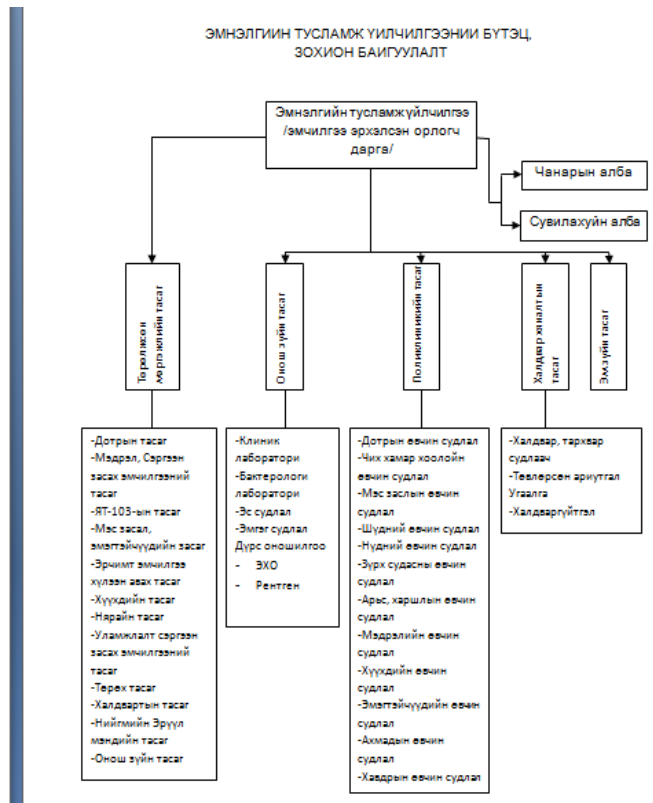 ЭМНЭЛГИИН ТУСЛАМЖ ҮИЛЧИЛГЭЭНИИ БҮТЭЦ,
ЗОХИОН БАИГУУЛАЛТ
Эмнэлгийн тусламж үйлчилгээ
/эмчилгээ эрхэлсэн орлогч
дарга/
Чанарын алба
Сувилахуйн алба
Төрөлжсөн
мэргэжлийн тасаг
Онош зүйн тасаг
Поликлиникийн тасаг
Халдвар хяналтын
тасаг
Эм зүйн тасаг
-Дотрын тасаг
-Мэдрэл, Сэргээн
засах эмчилгээний
тасаг
-ЯТ-103-ын тасаг
-Мэс засал,
эмэгтэйчүүдийн засаг
-Эрчимт эмчилгээ
хүлээн авах тасаг
-Хүүхдийн тасаг
-Нярайн тасаг
-Уламжлалт сэргээн
засах эмчилгээний
тасаг
-Төрөх тасаг
-Халдвартын тасаг
-Нийгмийн Эрүүл
мэндийн тасаг
-Онош зүйн тасаг
-Клиник
лаборатори
-Бактерологи
лаборатори
-Эс судлал
-Эмгэг судлал
Дүрс оношилгоо
- ЭХО
- Рентген
-Дотрын өвчин судлал
-Чих хамар хоолойн
өвчин судлал
-Мэс заслын өвчин
судлал
-Шүдний өвчин судлал
-Нүдний өвчин судлал
-Зүрх судасны өвчин
судлал
-Арьс, харшлын өвчин
судлал
-Мэдрэлийн өвчин
судлал
-Хүүхдийн өвчин
судлал
-Эмэгтэйчүүдийн өвчин
судлал
-Ахмадын өвчин
судлал
-Хавдрын өвчин судлал
-Халдвар, тархвар
судлаач
-Төвлөрсөн ариутгал
Угаалга
-Халдваргүйтгэл